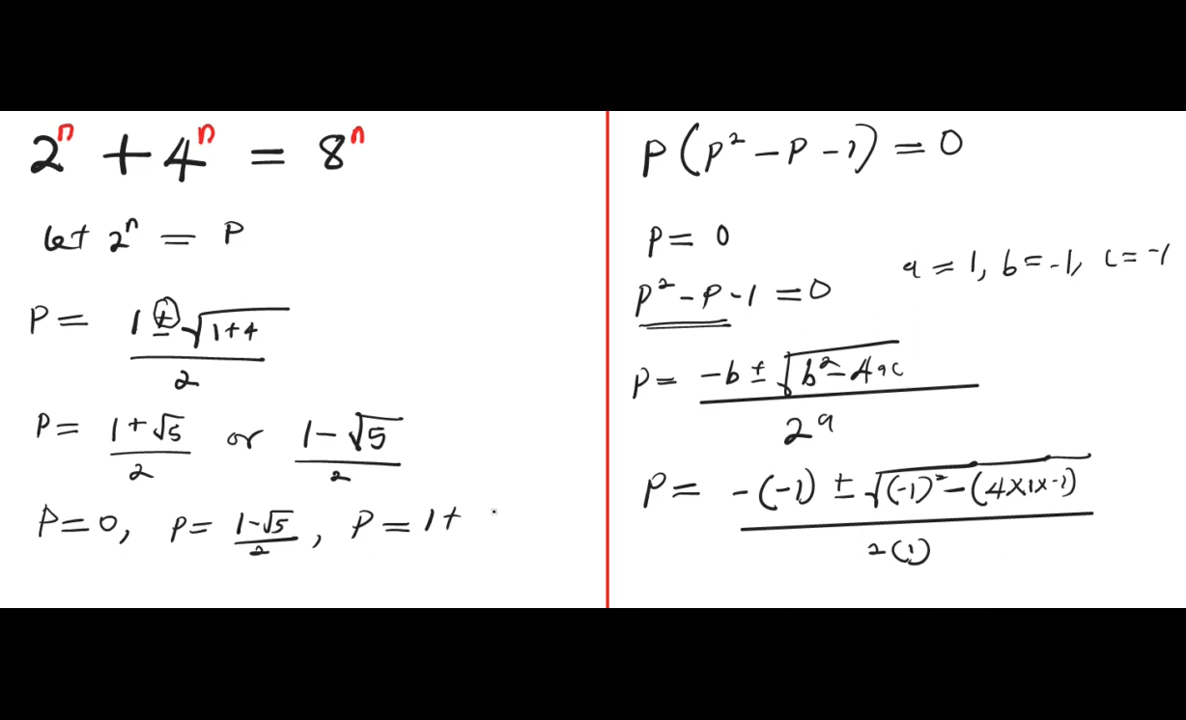 2ⁿ + 4ⁿ = 8ⁿ
let 2ⁿ = P
P = (1 ± √(1+4))/2
P = (1+√5)/2 or (1-√5)/2
P=0, P= (1-√5)/2, P = 1+
P(P² - P - 1) = 0
P = 0
a = 1, b = -1, c = -1
P² - P - 1 = 0
P = (-b ± √(b² - 4ac))/2a
P = (-(-1) ± √((-1)² - (4×1×-1)))/2(1)